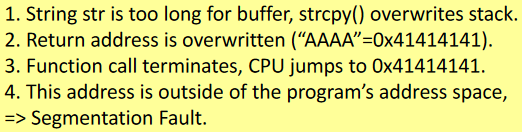 1. String str is too long for buffer, strcpy() overwrites stack.
2. Return address is overwritten (“AAAA”=0x41414141).
3. Function call terminates, CPU jumps to 0x41414141.
4. This address is outside of the program’s address space,
=> Segmentation Fault.